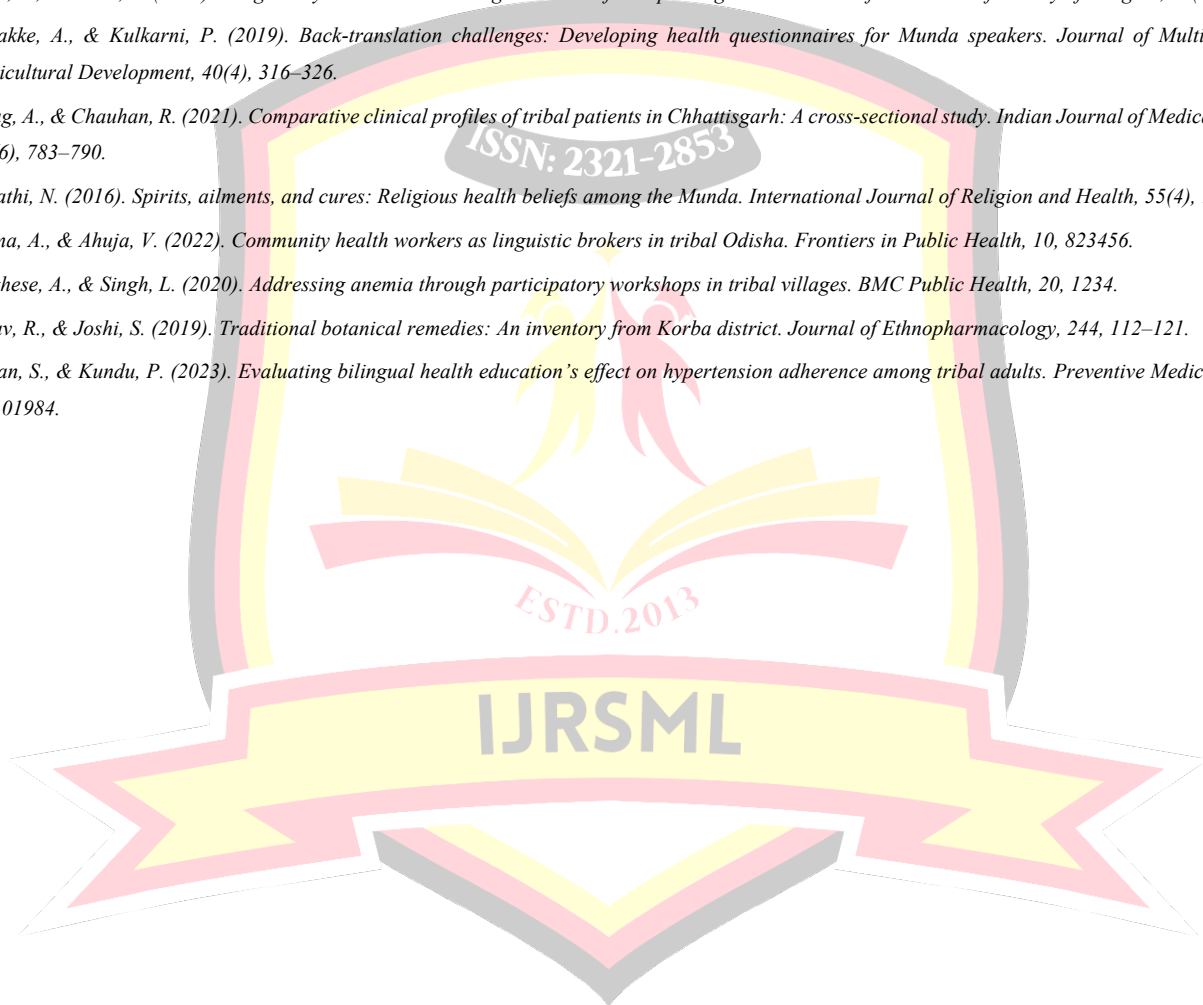 akke, A., & Kulkarni, P. (2019). Back-translation challenges: Developing health questionnaires for Munda speakers. Journal of Multi
icultural Development, 40(4), 316–326.
g, A., & Chauhan, R. (2021). Comparative clinical profiles of tribal patients in Chhattisgarh: A cross-sectional study. Indian Journal of Medica
6), 783–790.
ISSN: 2321-2853
athi, N. (2016). Spirits, ailments, and cures: Religious health beliefs among the Munda. International Journal of Religion and Health, 55(4),
na, A., & Ahuja, V. (2022). Community health workers as linguistic brokers in tribal Odisha. Frontiers in Public Health, 10, 823456.
hese, A., & Singh, L. (2020). Addressing anemia through participatory workshops in tribal villages. BMC Public Health, 20, 1234.
av, R., & Joshi, S. (2019). Traditional botanical remedies: An inventory from Korba district. Journal of Ethnopharmacology, 244, 112–121.
an, S., & Kundu, P. (2023). Evaluating bilingual health education’s effect on hypertension adherence among tribal adults. Preventive Medic
01984.
ESTD.2013
IJRSML